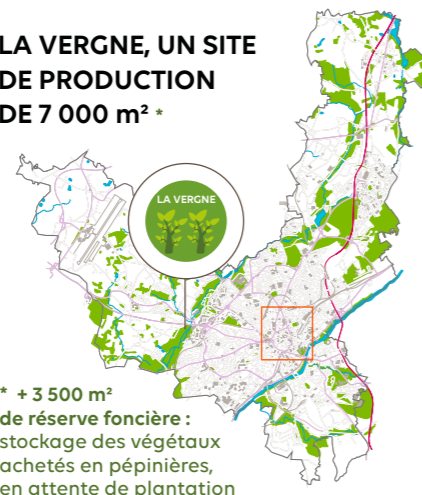 LA VERGNE, UN SITE
DE PRODUCTION
DE 7 000 m² *
LA VERGNE
* + 3 500 m²
de réserve foncière :
stockage des végétaux
achetés en pépinières,
en attente de plantation